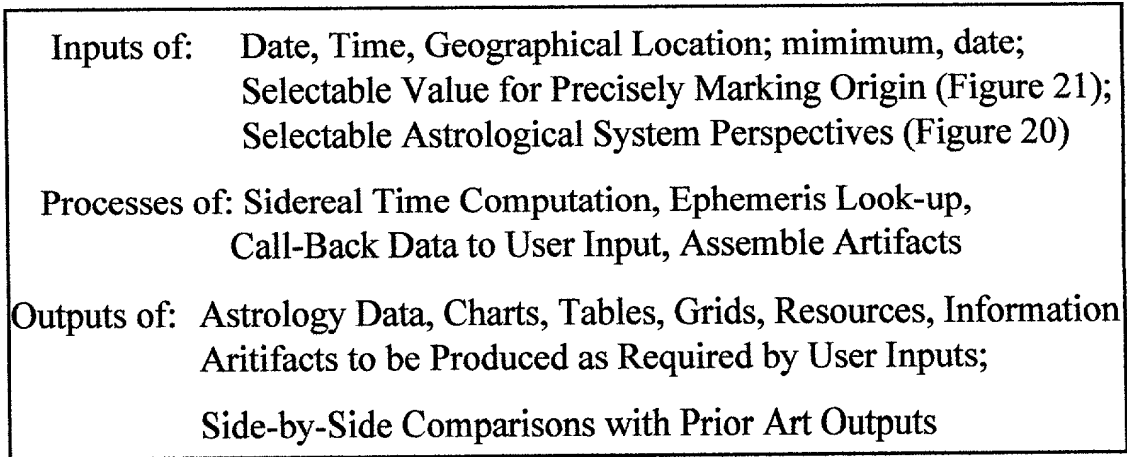 Inputs of: Date, Time, Geographical Location; mimimum, date;
Selectable Value for Precisely Marking Origin (Figure 21);
Selectable Astrological System Perspectives (Figure 20)
Processes of: Sidereal Time Computation, Ephemeris Look-up,
Call-Back Data to User Input, Assemble Artifacts
Outputs of: Astrology Data, Charts, Tables, Grids, Resources, Information
Aritifacts to be Produced as Required by User Inputs;
Side-by-Side Comparisons with Prior Art Outputs